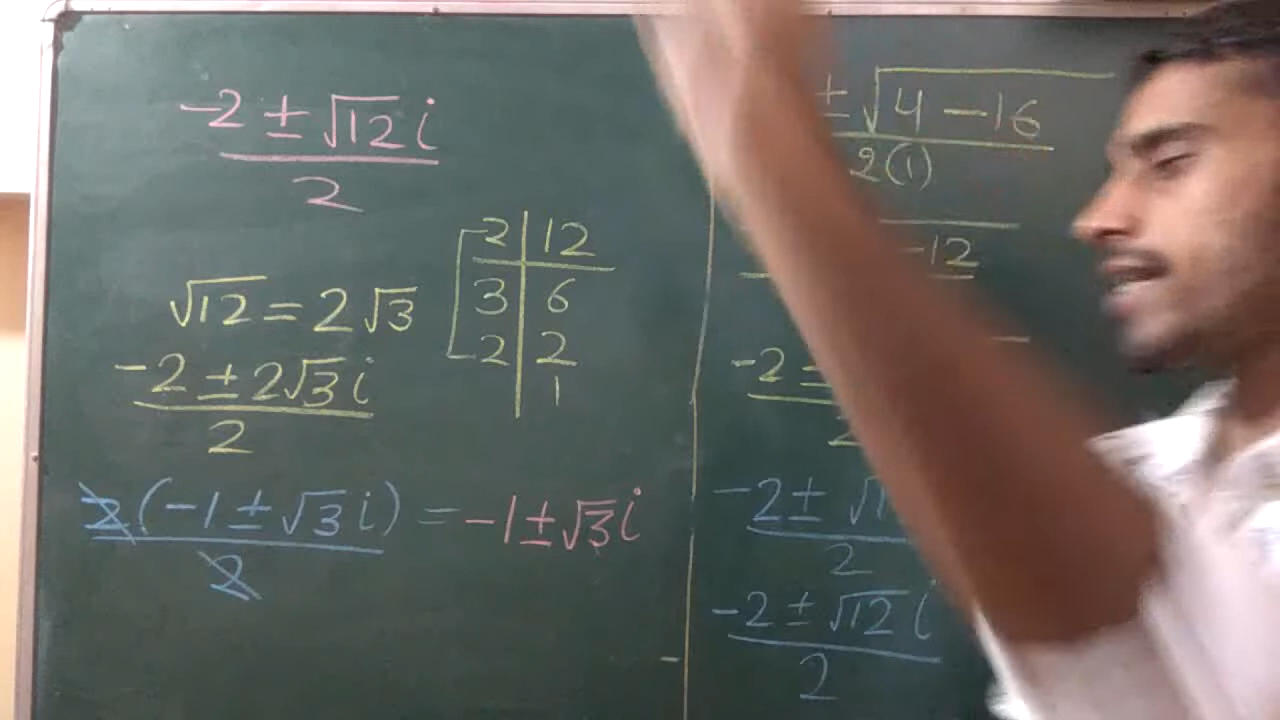 -2 ± √12 i
2
2 | 12
3 | 6
2 | 2
1
√12 = 2√3
-2 ± 2√3 i
2
2(-1 ± √3 i) = -1 ± √3 i
2
± √4 - 16
2(1)
-12
-2 ±
-2 ± √1
2
-2 ± √12 i
2